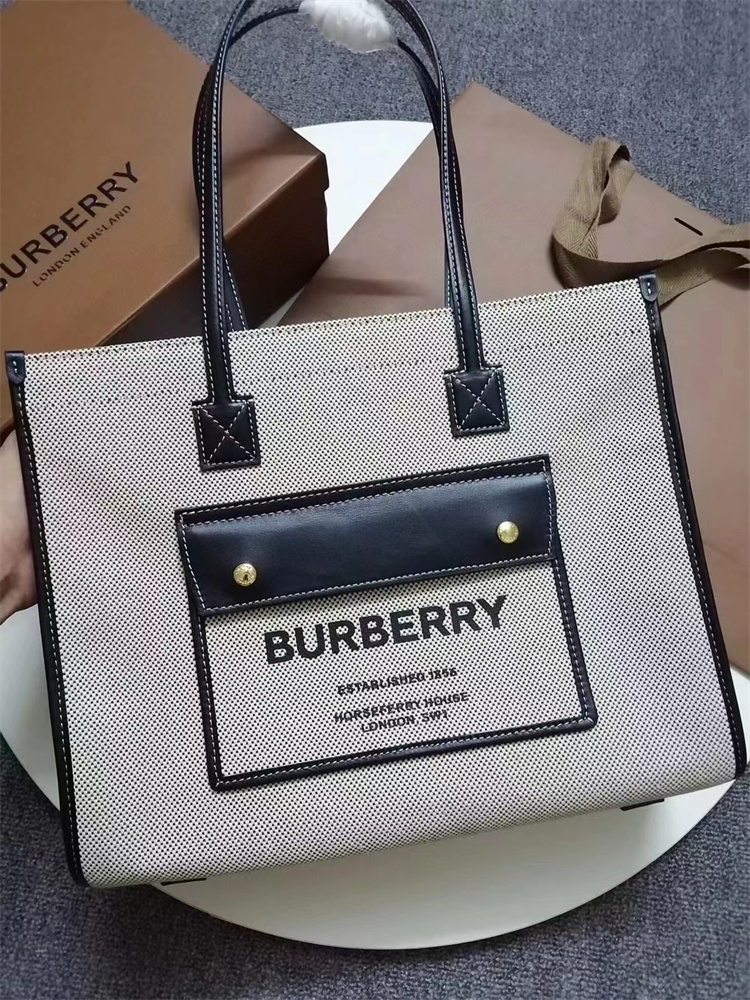 BURBERRY
LONDON ENGLAND
BURBERRY
ESTABLISHED 1856
HORSEFERRY HOUSE
LONDON SW1